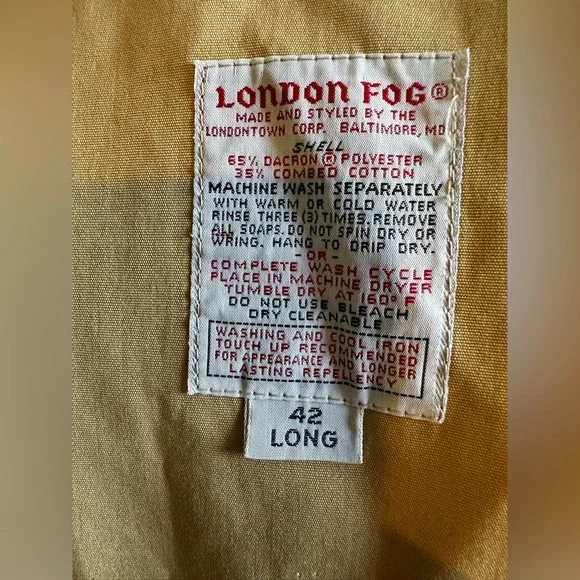 LONDON FOG®
MADE AND STYLED BY THE
LONDONTOWN CORP. BALTIMORE, MD
SHELL
65% DACRON ® POLYESTER
35% COMBED COTTON
MACHINE WASH SEPARATELY
WITH WARM OR COLD WATER
RINSE THREE (3) TIMES. REMOVE
ALL SOAPS. DO NOT SPIN DRY OR
WRING. HANG TO DRIP DRY.
-OR-
COMPLETE WASH CYCLE
PLACE IN MACHINE DRYER
TUMBLE DRY AT 160° F
DO NOT USE BLEACH
DRY CLEANABLE
WASHING AND COOL IRON
TOUCH UP RECOMMENDED
FOR APPEARANCE AND LONGER
LASTING REPELLENCY
42
LONG